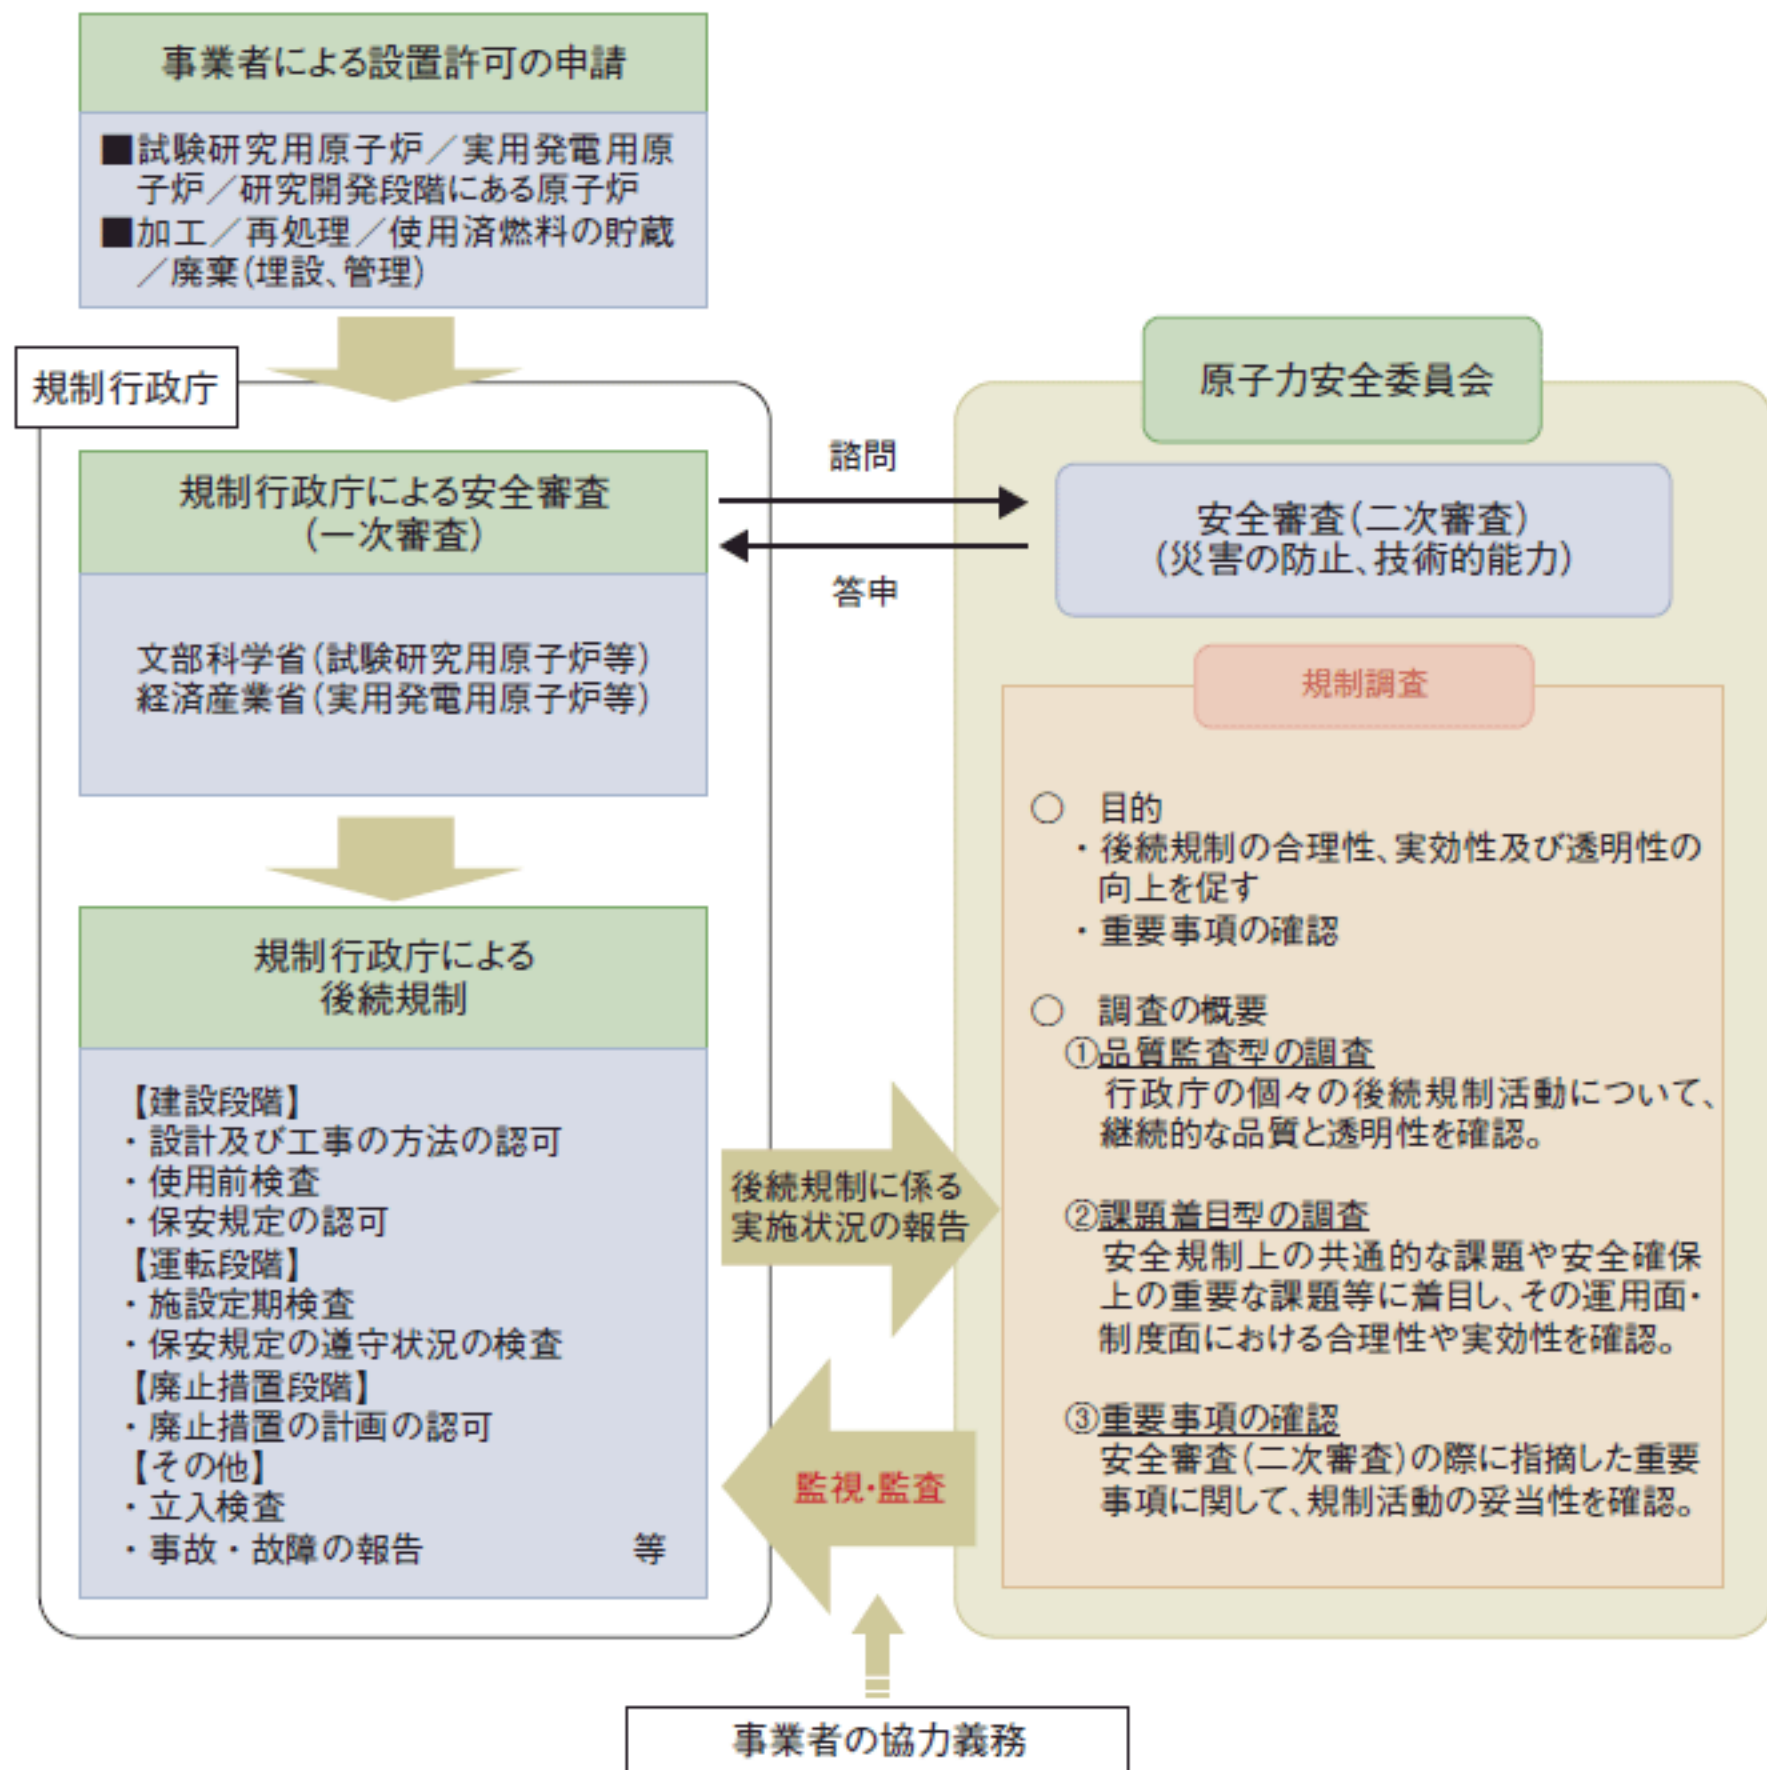 事業者による設置許可の申請
■試験研究用原子炉／実用発電用原
子炉／研究開発段階にある原子炉
■加工／再処理／使用済燃料の貯蔵
／廃棄(埋設、管理)
規制行政庁
規制行政庁による安全審査
(一次審査)
文部科学省(試験研究用原子炉等)
経済産業省(実用発電用原子炉等)
規制行政庁による
後続規制
【建設段階】
・設計及び工事の方法の認可
・使用前検査
・保安規定の認可
【運転段階】
・施設定期検査
・保安規定の遵守状況の検査
【廃止措置段階】
・廃止措置の計画の認可
【その他】
・立入検査
・事故・故障の報告 等
諮問
答申
後続規制に係る
実施状況の報告
監視・監査
事業者の協力義務
原子力安全委員会
安全審査(二次審査)
(災害の防止、技術的能力)
規制調査
○ 目的
・後続規制の合理性、実効性及び透明性の
向上を促す
・重要事項の確認
○ 調査の概要
①品質監査型の調査
行政庁の個々の後続規制活動について、
継続的な品質と透明性を確認。
②課題着目型の調査
安全規制上の共通的な課題や安全確保
上の重要な課題等に着目し、その運用面・
制度面における合理性や実効性を確認。
③重要事項の確認
安全審査(二次審査)の際に指摘した重要
事項に関して、規制活動の妥当性を確認。